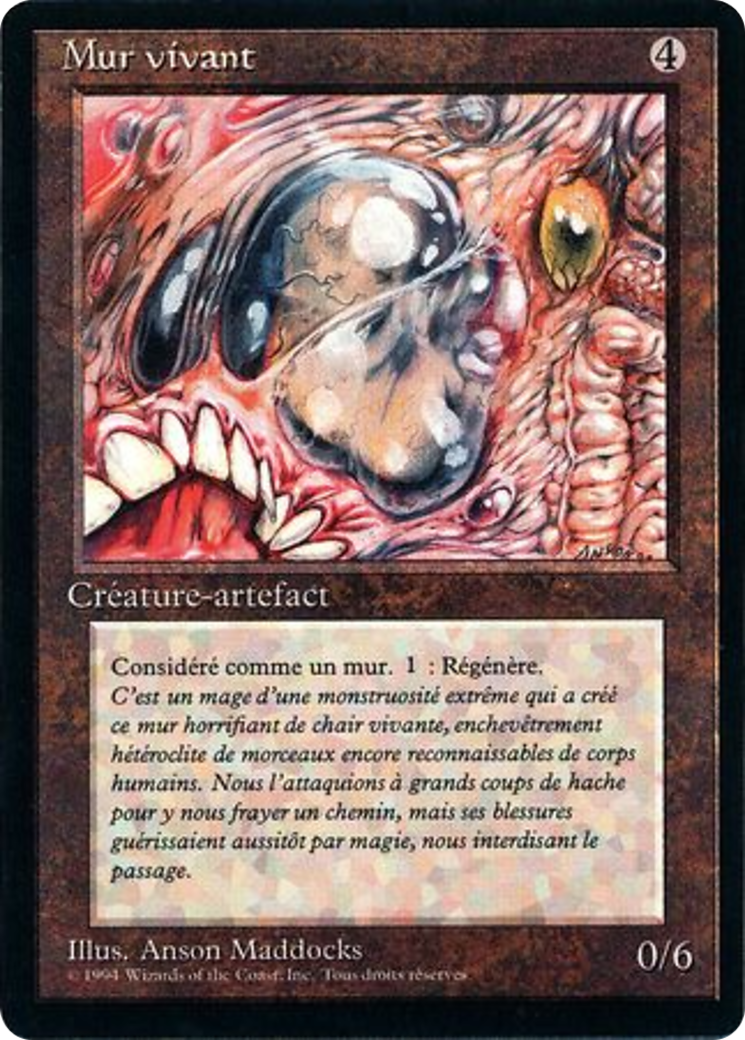 Mur vivant
4
Créature-artefact
Considéré comme un mur. 1 : Régénère.
C'est un mage d'une monstruosité extrême qui a créé
ce mur horrifiant de chair vivante, enchevêtrement
hétéroclite de morceaux encore reconnaissables de corps
humains. Nous l'attaquions à grands coups de hache
pour y nous frayer un chemin, mais ses blessures
guérissaient aussitôt par magie, nous interdisant le
passage.
Illus. Anson Maddocks
0/6
© 1994 Wizards of the Coast, Inc. Tous droits réservés